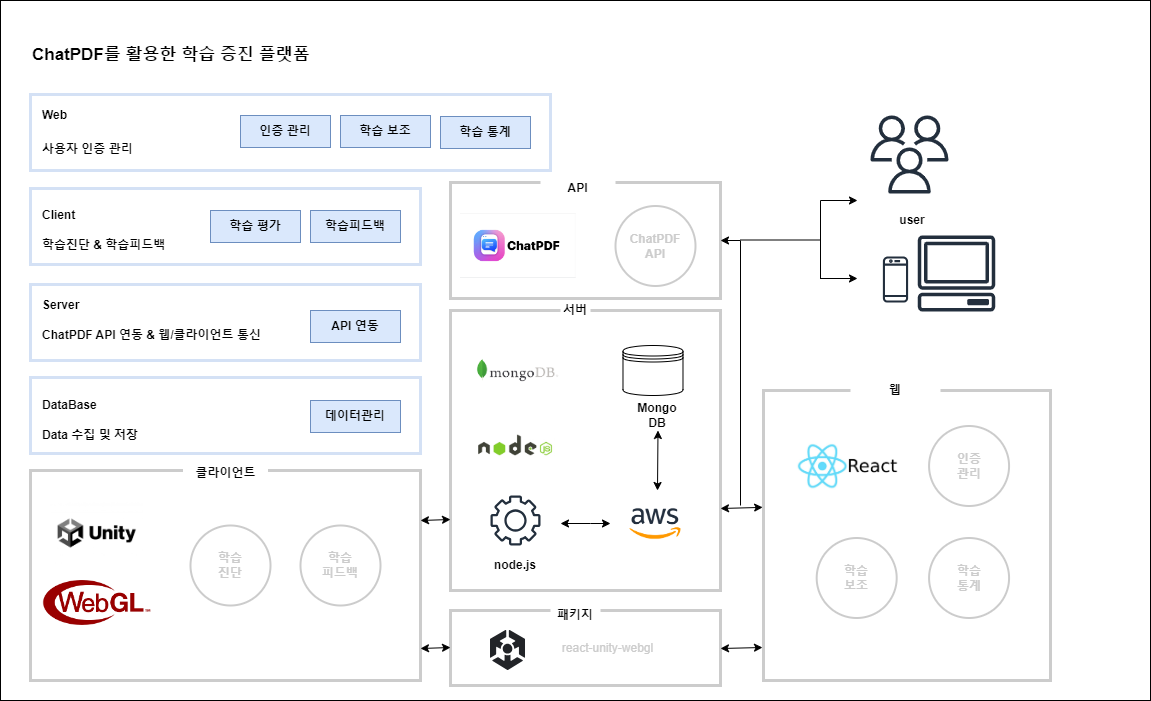 ChatPDF를 활용한 학습 증진 플랫폼
Web
사용자 인증 관리
인증 관리
학습 보조
학습 통계
Client
학습진단 & 학습피드백
학습 평가
학습피드백
Server
ChatPDF API 연동 & 웹/클라이언트 통신
API 연동
DataBase
Data 수집 및 저장
데이터관리
클라이언트
Unity
WebGL™
학습
진단
학습
피드백
API
ChatPDF
ChatPDF
API
서버
mongoDB
Mongo
DB
node
JS
node.js
aws
패키지
react-unity-webgl
user
웹
React
인증
관리
학습
보조
학습
통계